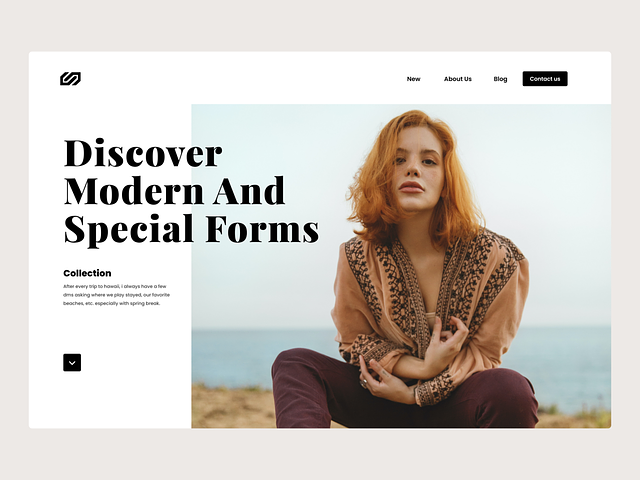 New
About Us
Blog
Contact us
Discover
Modern And
Special Forms
Collection
After every trip to hawaii, i always have a few
dms asking where we play stayed, our favorite
beaches, etc. especially with spring break.